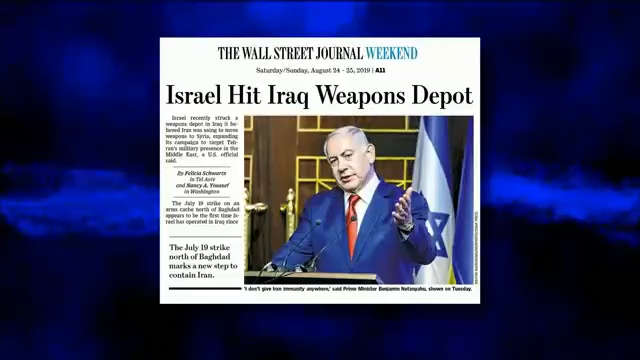 THE WALL STREET JOURNAL WEEKEND
Saturday/Sunday, August 24 - 25, 2019 | A11
Israel Hit Iraq Weapons Depot
Israel recently struck a
weapons depot in Iraq it be-
lieved Iran was using to move
weapons to Syria, expanding
its campaign to target Teh-
ran's military presence in the
Middle East, a U.S. official
said.
By Felicia Schwartz
in Tel Aviv
and Nancy A. Youssef
in Washington
The July 19 strike on an
arms cache north of Baghdad
appears to be the first time Is-
rael has operated in Iraq since
The July 19 strike
north of Baghdad
marks a new step to
contain Iran.
'I don't give Iran immunity anywhere,' said Prime Minister Benjamin Netanyahu, shown on Tuesday.